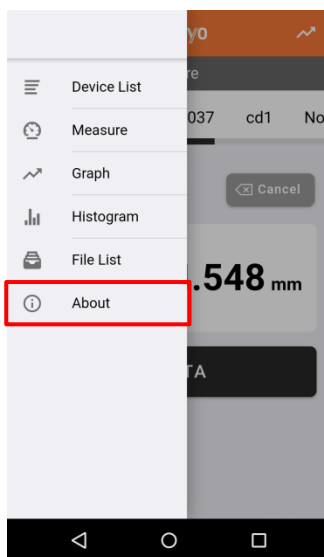 yo
re
Device List
037 cd1 No
Measure
Graph
Cancel
Histogram
File List
.548 mm
About
TA